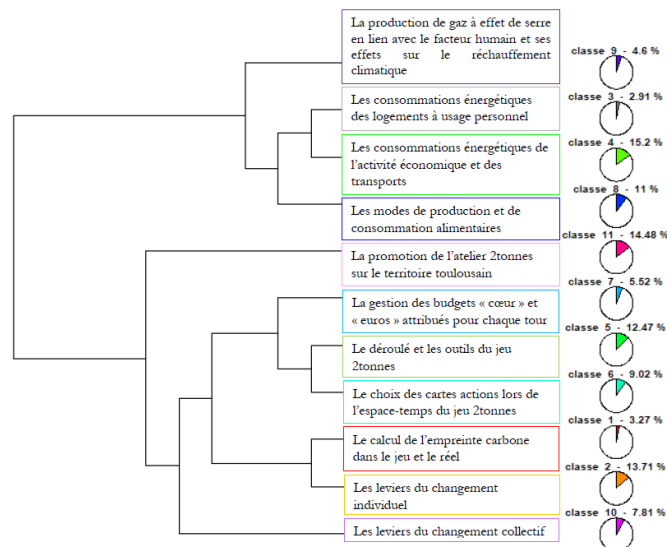 La production de gaz à effet de serre
en lien avec le facteur humain et ses
effets sur le réchauffement
climatique
classe 9 - 4.6 %
Les consommations énergétiques
des logements à usage personnel
classe 3 - 2.91 %
Les consommations énergétiques de
l'activité économique et des
transports
classe 4 - 15.2 %
Les modes de production et de
consommation alimentaires
classe 8 - 11 %
La promotion de l'atelier 2tonnes
sur le territoire toulousain
classe 11 - 14.48 %
La gestion des budgets « cœur » et
« euros » attribués pour chaque tour
classe 7 - 5.52 %
Le déroulé et les outils du jeu
2tonnes
classe 5 - 12.47 %
Le choix des cartes actions lors de
l'espace-temps du jeu 2tonnes
classe 6 - 9.02 %
Le calcul de l'empreinte carbone
dans le jeu et le réel
classe 1 - 3.27 %
Les leviers du changement
individuel
classe 2 - 13.71 %
Les leviers du changement collectif
classe 10 - 7.81 %